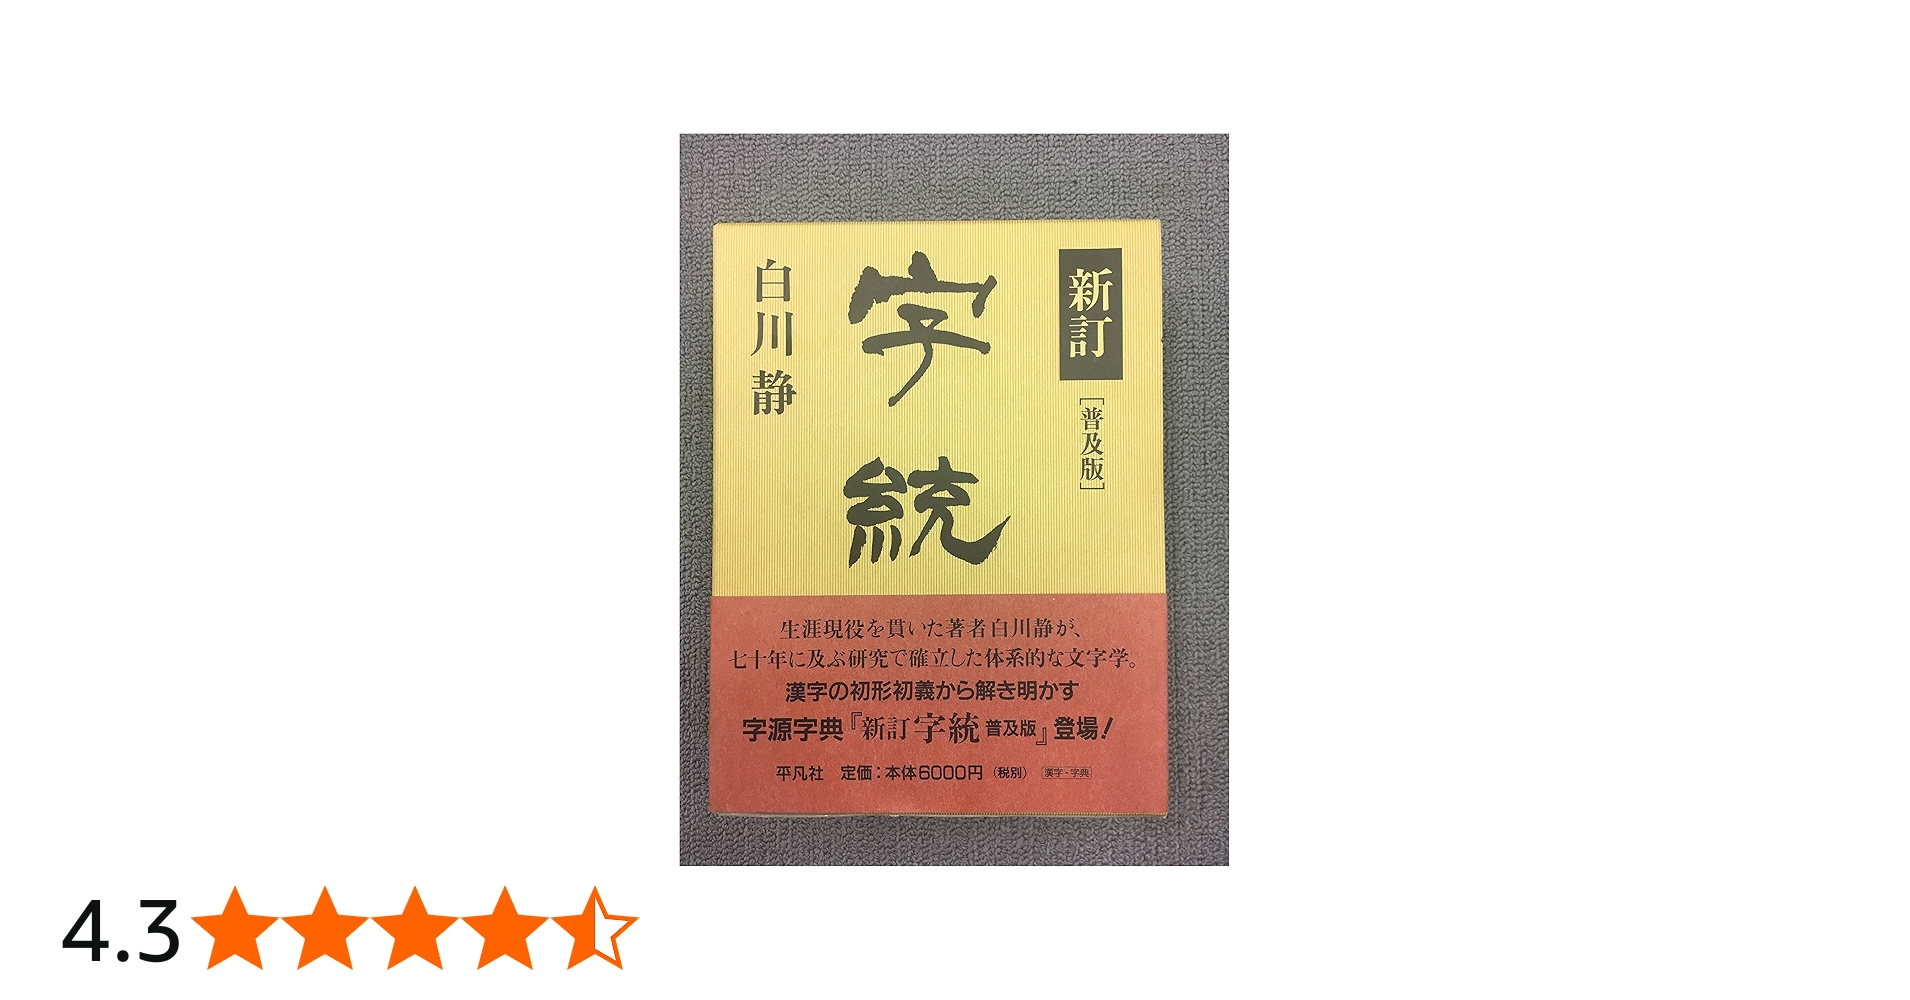 新訂
[普及版]
字統
白川静
生涯現役を貫いた著者白川静が、
七十年に及ぶ研究で確立した体系的な文字学。
漢字の初形初義から解き明かす
字源字典『新訂 字統 普及版』登場!
平凡社 定価:本体6000円(税別) 漢字・字典
4.3